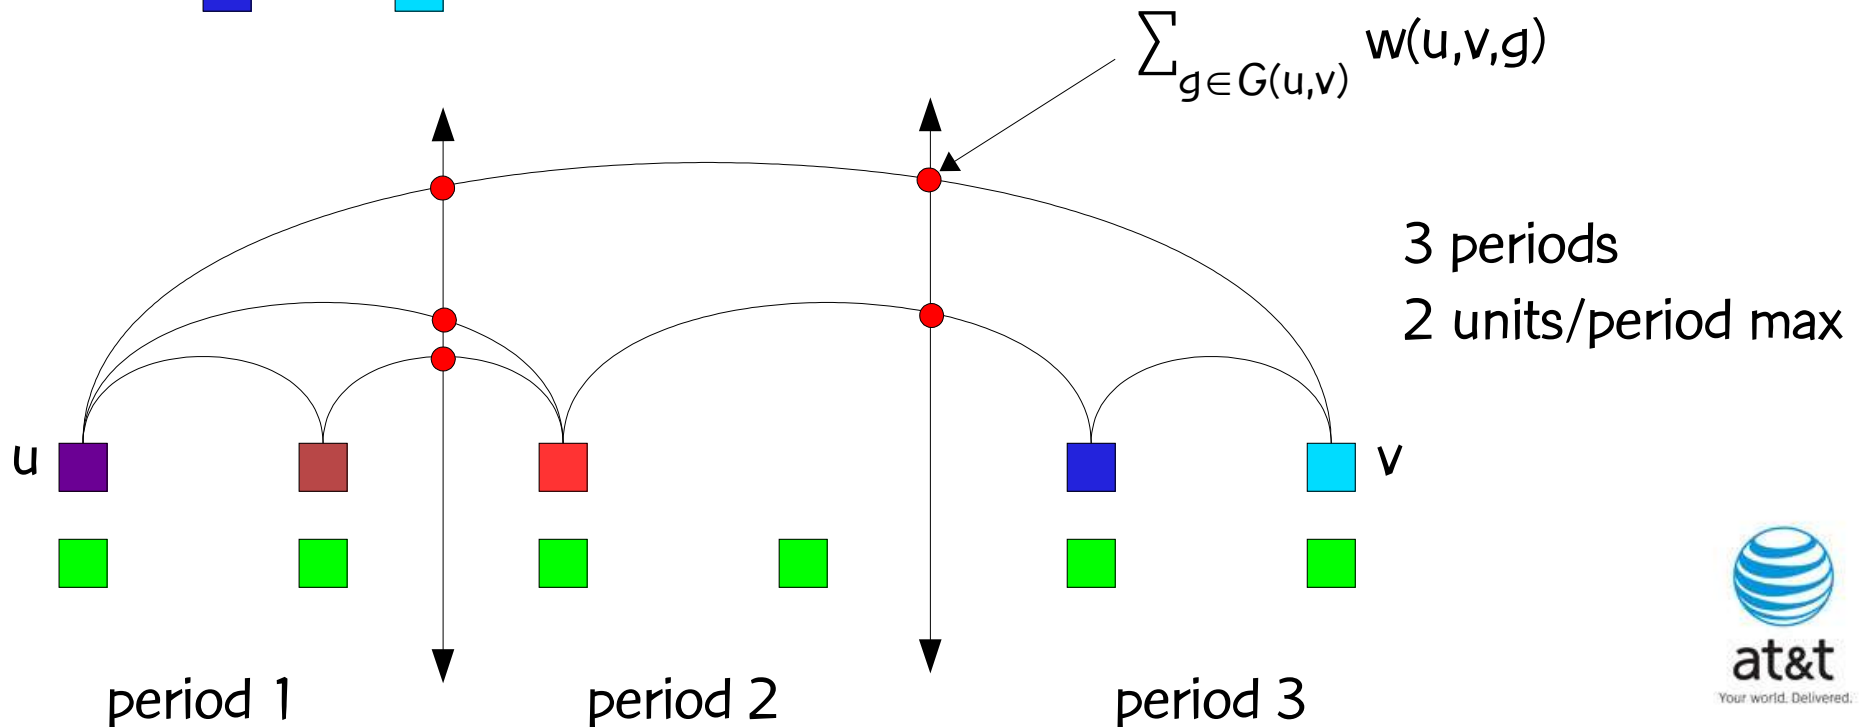 ∑g∈G(u,v) w(u,v,g)
3 periods
2 units/period max
u
v
period 1
period 2
period 3
at&t
Your world. Delivered.